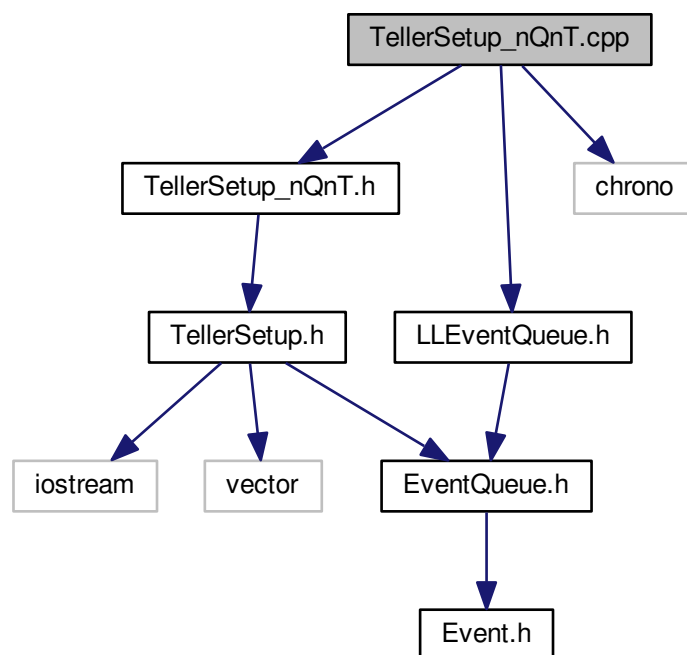 TellerSetup_nQnT.cpp
TellerSetup_nQnT.h
chrono
TellerSetup.h
LLEventQueue.h
iostream
vector
EventQueue.h
Event.h